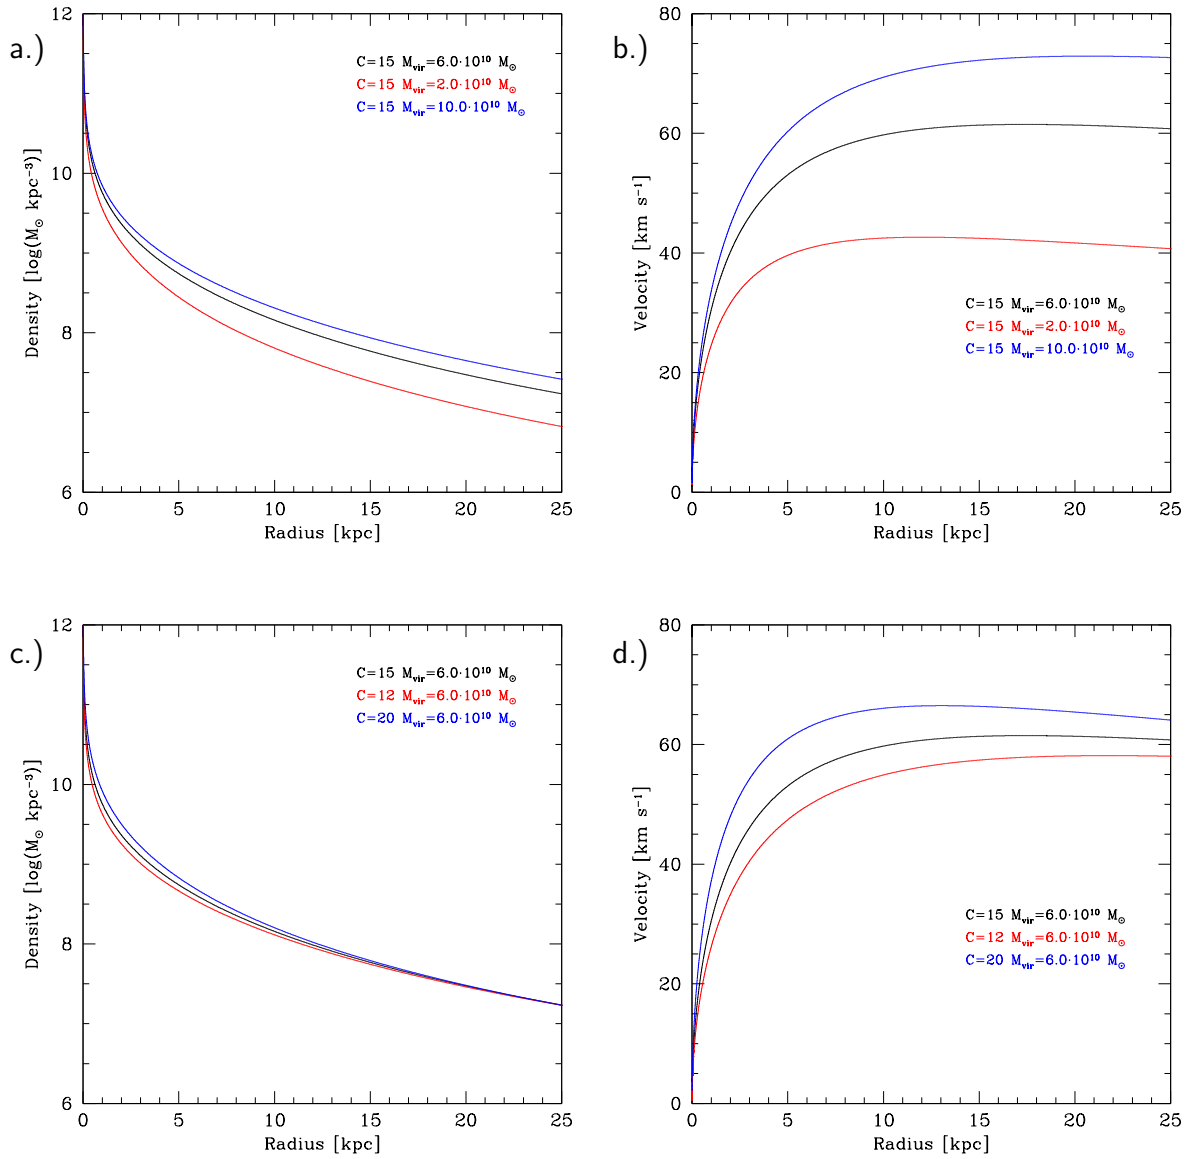 a.)
12
10
8
6
Density [log(M⊙ kpc⁻³)]
C=15 Mvir=6.0·10¹⁰ M⊙
C=15 Mvir=2.0·10¹⁰ M⊙
C=15 Mvir=10.0·10¹⁰ M⊙
0 5 10 15 20 25
Radius [kpc]
b.)
80
60
40
20
0
Velocity [km s⁻¹]
C=15 Mvir=6.0·10¹⁰ M⊙
C=15 Mvir=2.0·10¹⁰ M⊙
C=15 Mvir=10.0·10¹⁰ M⊙
0 5 10 15 20 25
Radius [kpc]
c.)
12
10
8
6
Density [log(M⊙ kpc⁻³)]
C=15 Mvir=6.0·10¹⁰ M⊙
C=12 Mvir=6.0·10¹⁰ M⊙
C=20 Mvir=6.0·10¹⁰ M⊙
0 5 10 15 20 25
Radius [kpc]
d.)
80
60
40
20
0
Velocity [km s⁻¹]
C=15 Mvir=6.0·10¹⁰ M⊙
C=12 Mvir=6.0·10¹⁰ M⊙
C=20 Mvir=6.0·10¹⁰ M⊙
0 5 10 15 20 25
Radius [kpc]